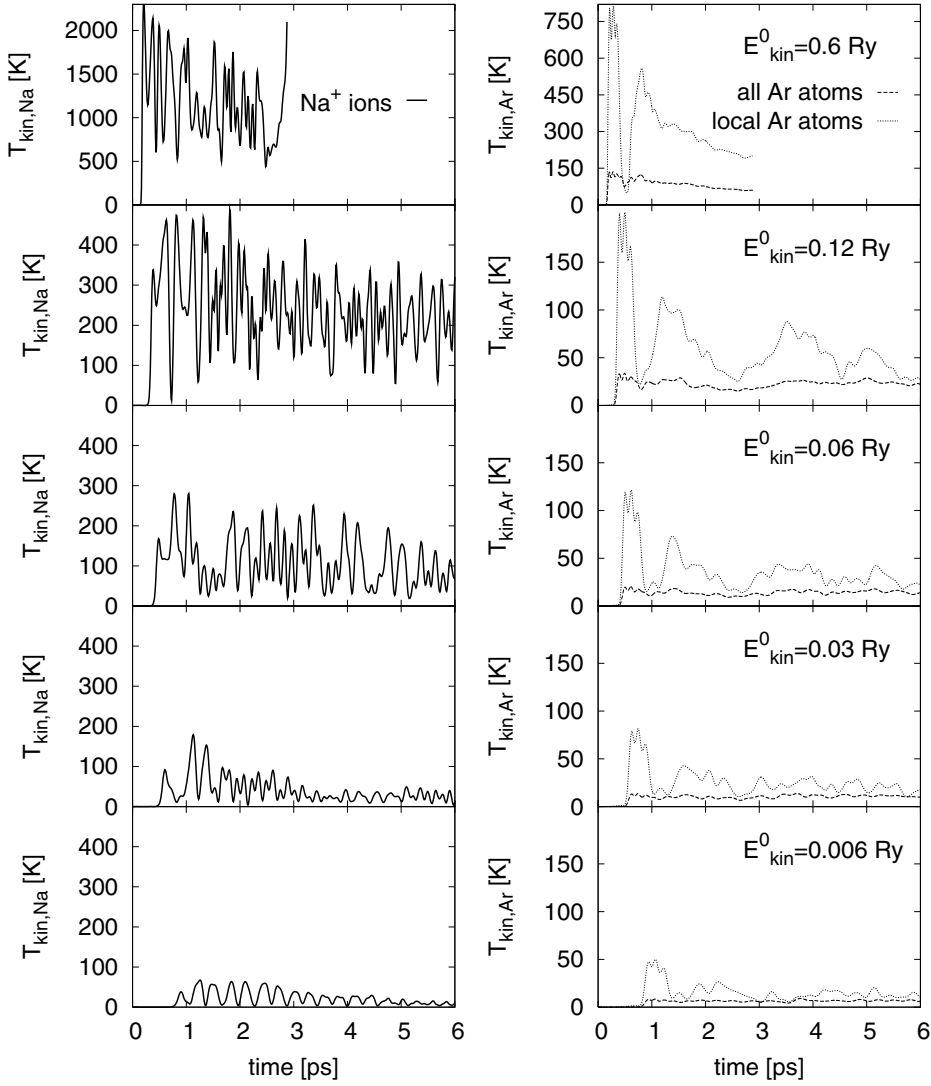 T_kin,Na [K]
2000
1500
1000
500
0
Na+ ions
T_kin,Ar [K]
750
600
450
300
150
0
E^0_kin=0.6 Ry
all Ar atoms
local Ar atoms
T_kin,Na [K]
400
300
200
100
0
T_kin,Ar [K]
150
100
50
0
E^0_kin=0.12 Ry
T_kin,Na [K]
400
300
200
100
0
T_kin,Ar [K]
150
100
50
0
E^0_kin=0.06 Ry
T_kin,Na [K]
400
300
200
100
0
T_kin,Ar [K]
150
100
50
0
E^0_kin=0.03 Ry
T_kin,Na [K]
400
300
200
100
0
0 1 2 3 4 5 6
time [ps]
T_kin,Ar [K]
150
100
50
0
E^0_kin=0.006 Ry
0 1 2 3 4 5 6
time [ps]